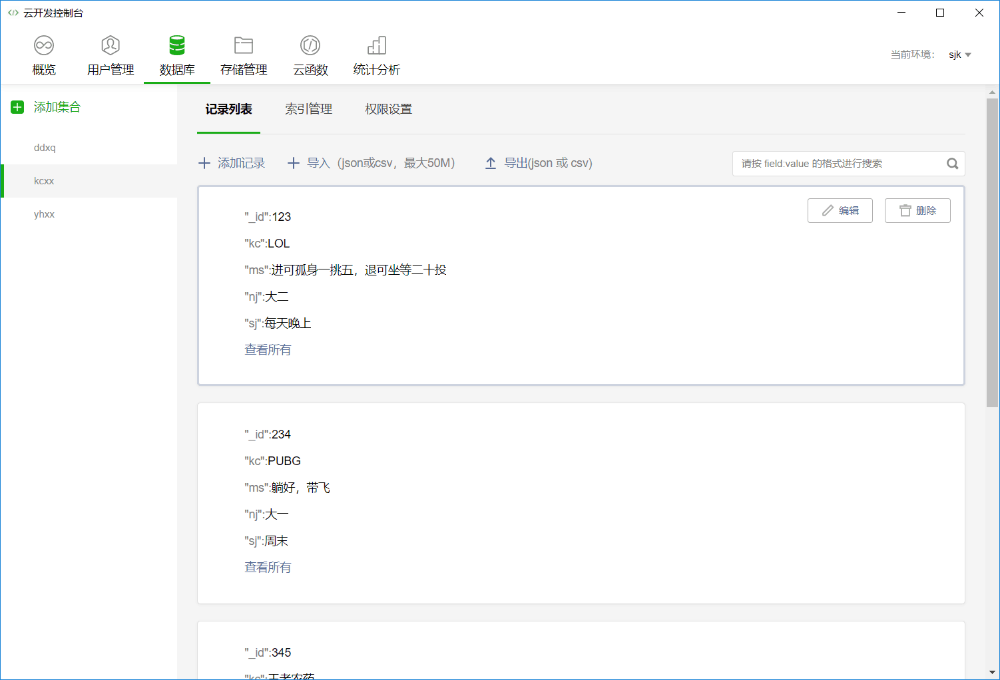 云开发控制台
概览 用户管理 数据库 存储管理 云函数 统计分析
当前环境： sjk
添加集合
ddxq
kcxx
yhxx
记录列表 索引管理 权限设置
添加记录 导入（json或csv，最大50M） 导出(json 或 csv)
请按 field:value 的格式进行搜索
编辑 删除
"_id":123
"kc":LOL
"ms":进可孤身一挑五，退可坐等二十投
"nj":大二
"sj":每天晚上
查看所有
"_id":234
"kc":PUBG
"ms":躺好，带飞
"nj":大一
"sj":周末
查看所有
"_id":345
"kc":王者农药